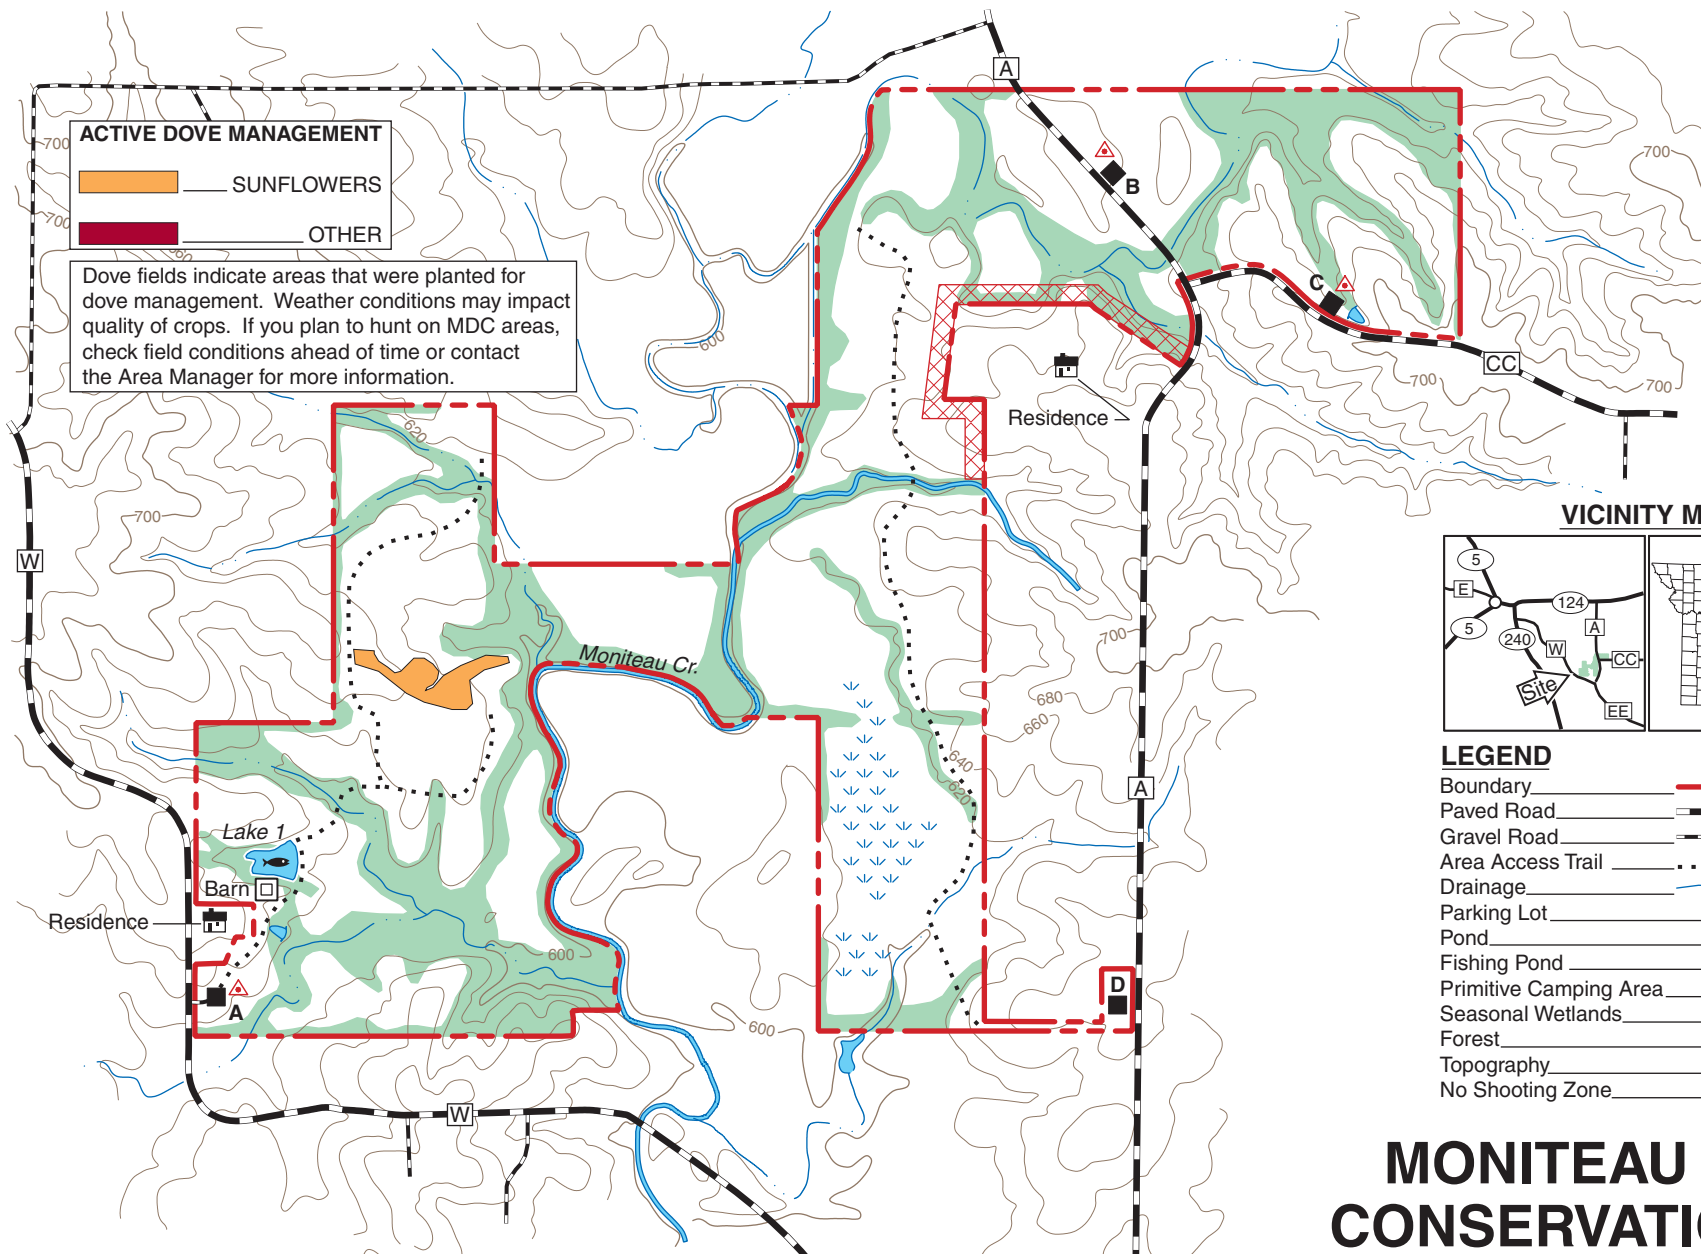 ACTIVE DOVE MANAGEMENT
SUNFLOWERS
OTHER
Dove fields indicate areas that were planted for
dove management. Weather conditions may impact
quality of crops. If you plan to hunt on MDC areas,
check field conditions ahead of time or contact
the Area Manager for more information.
700
700
660
A
B
C
700
CC
700
700
600
Residence
620
700
W
Moniteau Cr.
700
680
660
640
620
A
Lake 1
Barn
Residence
A
600
600
D
W
VICINITY M
5
E
124
5
240
A
W
CC
Site
EE
LEGEND
Boundary
Paved Road
Gravel Road
Area Access Trail
Drainage
Parking Lot
Pond
Fishing Pond
Primitive Camping Area
Seasonal Wetlands
Forest
Topography
No Shooting Zone
MONITEAU
CONSERVATIO